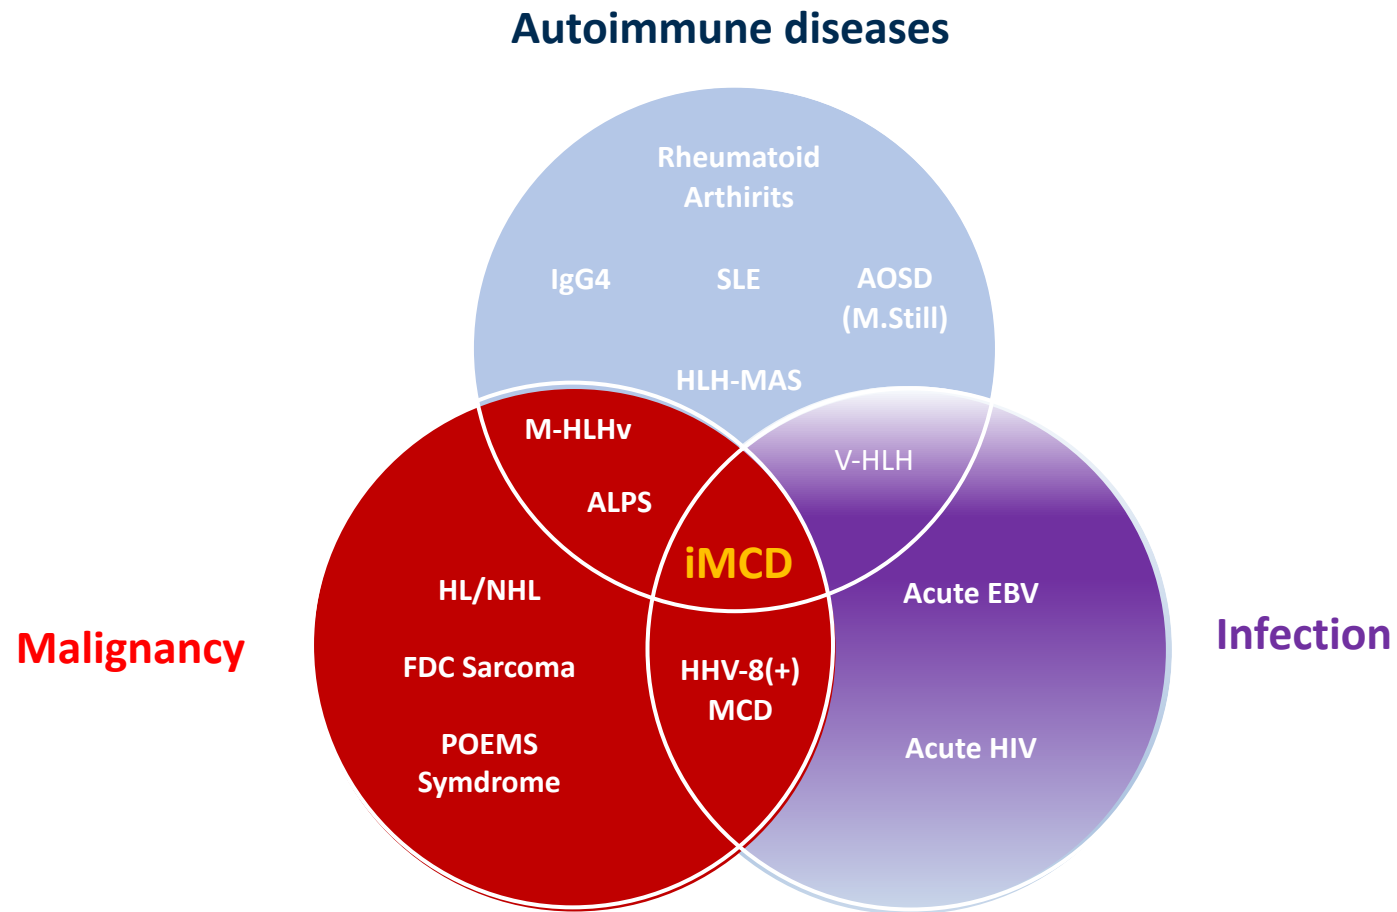 Autoimmune diseases
Rheumatoid
Arthirits
IgG4
SLE
AOSD
(M.Still)
HLH-MAS
M-HLHv
V-HLH
ALPS
iMCD
HL/NHL
Acute EBV
Malignancy
Infection
FDC Sarcoma
HHV-8(+)
MCD
POEMS
Symdrome
Acute HIV